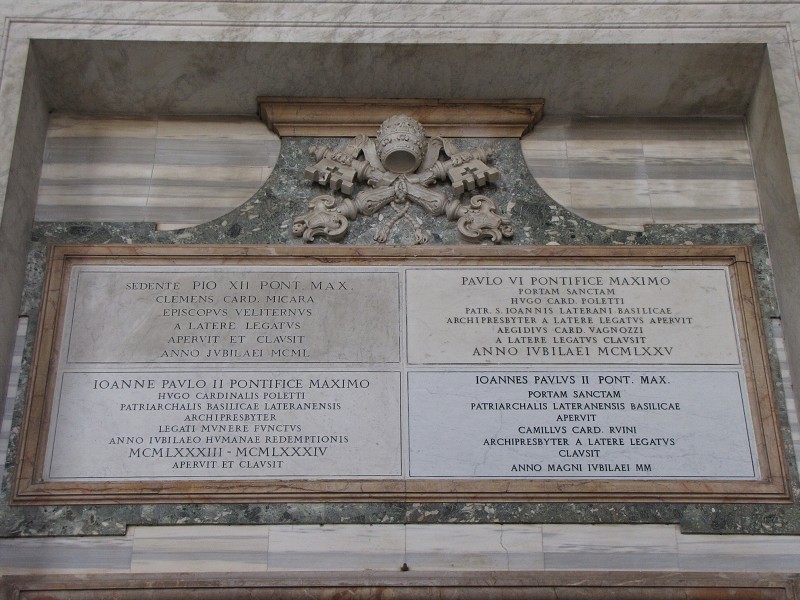 SEDENTE PIO XII PONT. MAX.
CLEMENS CARD. MICARA
EPISCOPVS VELITERNVS
A LATERE LEGATVS
APERVIT ET CLAVSIT
ANNO JVBILAEI MCML
PAVLO VI PONTIFICE MAXIMO
PORTAM SANCTAM
HVGO CARD. POLETTI
PATR. S. IOANNIS LATERANI BASILICAE
ARCHIPRESBYTER A LATERE LEGATVS APERVIT
AEGIDIVS CARD. VAGNOZZI
A LATERE LEGATVS CLAVSIT
ANNO IVBILAEI MCMLXXV
IOANNE PAVLO II PONTIFICE MAXIMO
HVGO CARDINALIS POLETTI
PATRIARCHALIS BASILICAE LATERANENSIS
ARCHIPRESBYTER
LEGATI MVNERE FVNCTVS
ANNO IVBILAEO HVMANAE REDEMPTIONIS
MCMLXXXIII - MCMLXXXIV
APERVIT ET CLAVSIT
IOANNES PAVLVS II PONT. MAX.
PORTAM SANCTAM
PATRIARCHALIS LATERANENSIS BASILICAE
APERVIT
CAMILLVS CARD. RVINI
ARCHIPRESBYTER A LATERE LEGATVS
CLAVSIT
ANNO MAGNI IVBILAEI MM